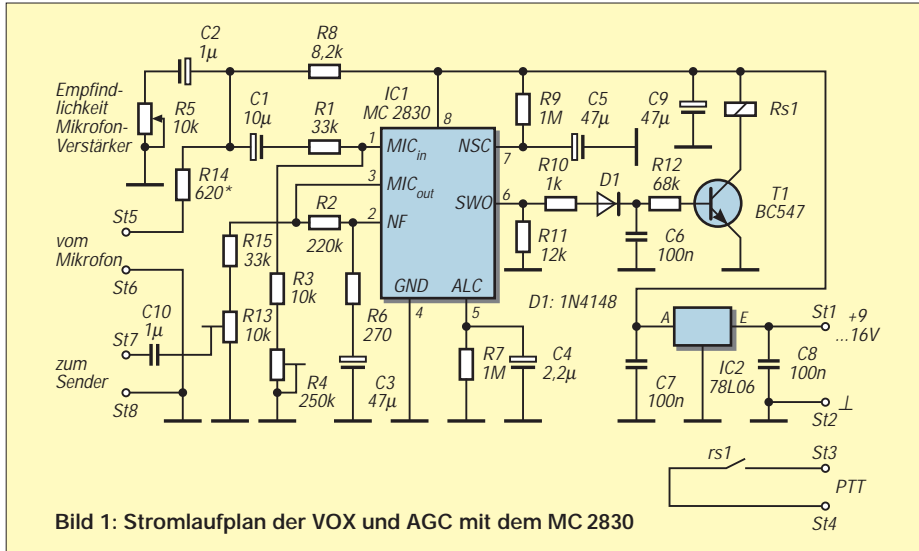 C2
1µ
R8
8,2k
Empfind-
lichkeit
Mikrofon-
Verstärker
R5
10k
C1
10µ
R1
33k
IC1
MC 2830
8
R9
1M
C5
47µ
C9
47µ
Rs1
1
MICin
NSC
7
R14
620*
3
MICout
R10
1k
D1
R12
68k
T1
BC547
St5
R2
220k
2
NF
SWO
6
vom
Mikrofon
R15
33k
R11
12k
C6
100n
St6
R3
10k
GND
ALC
D1: 1N4148
C10
1µ
R13
10k
R6
270
4
5
A
E
St1
+9
...16V
St7
zum
Sender
R4
250k
C3
47µ
R7
1M
C4
2,2µ
C7
100n
IC2
78L06
C8
100n
St8
St2
⊥
rs1
St3
PTT
St4
Bild 1: Stromlaufplan der VOX und AGC mit dem MC 2830